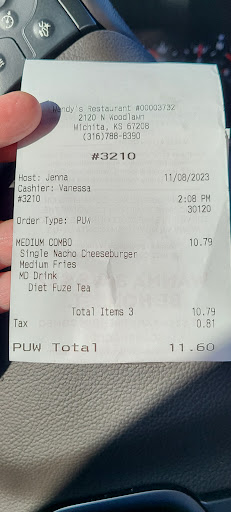 Wendy's Restaurant #00003732
2120 N Woodlawn
Wichita, KS 67208
(316)788-8390
#3210
Host: Jenna 11/08/2023
Cashier: Vanessa
#3210 2:08 PM
30120
Order Type: PUW
MEDIUM COMBO 10.79
Single Nacho Cheeseburger
Medium Fries
MD Drink
Diet Fuze Tea
Total Items 3 10.79
Tax 0.81
PUW Total 11.60